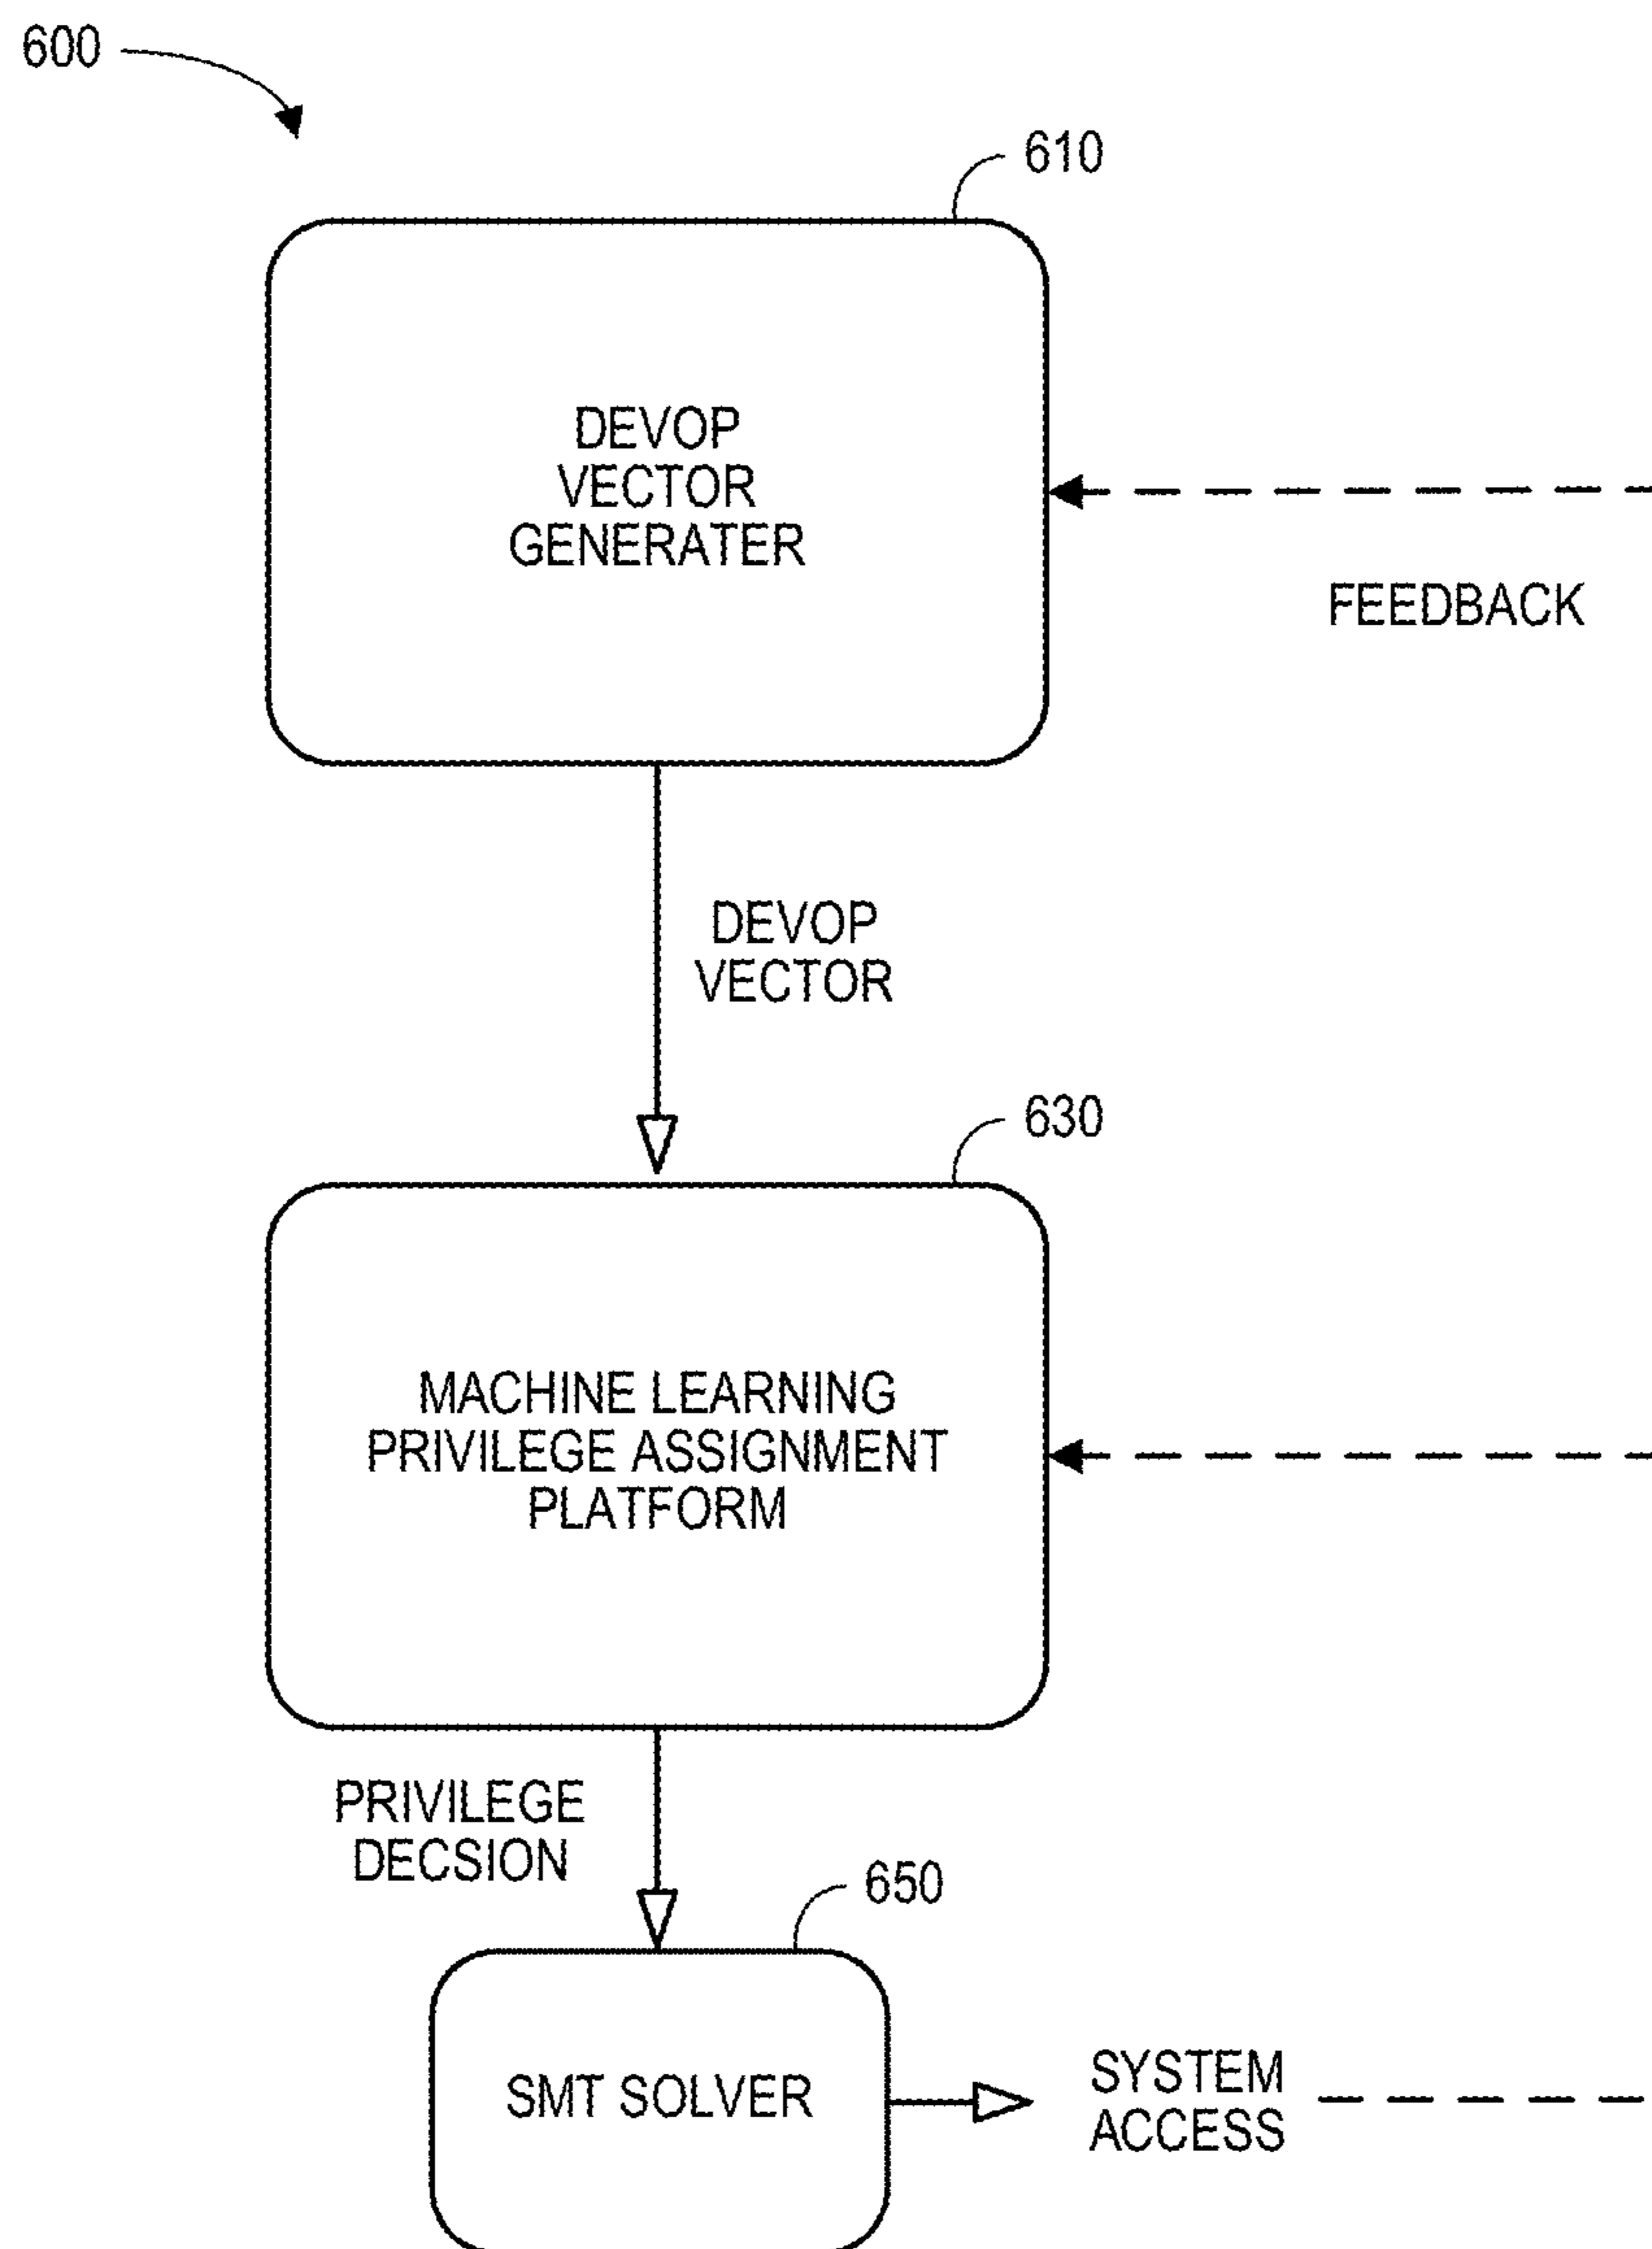 600
610
DEVOP
VECTOR
GENERATER
FEEDBACK
DEVOP
VECTOR
630
MACHINE LEARNING
PRIVILEGE ASSIGNMENT
PLATFORM
PRIVILEGE
DECSION
650
SMT SOLVER
SYSTEM
ACCESS